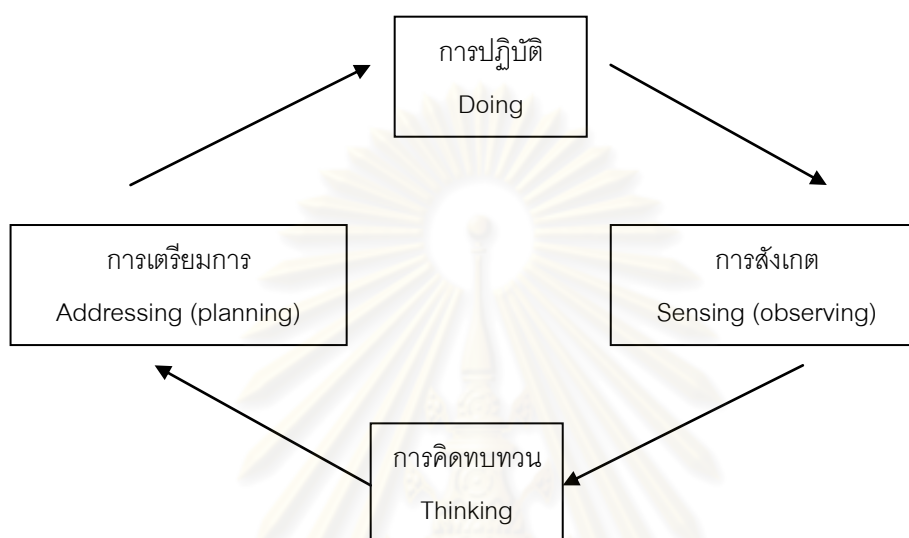 การปฏิบัติ
Doing
การเตรียมการ
Addressing (planning)
การสังเกต
Sensing (observing)
การคิดทบทวน
Thinking